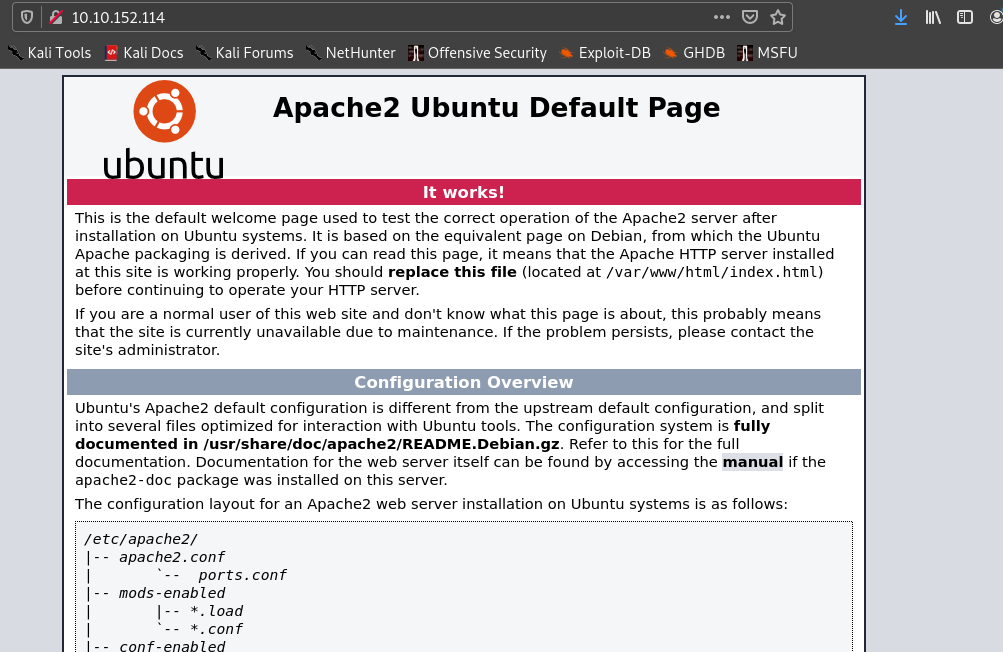 10.10.152.114
Kali Tools Kali Docs Kali Forums NetHunter Offensive Security Exploit-DB GHDB MSFU
Apache2 Ubuntu Default Page
ubuntu
It works!
This is the default welcome page used to test the correct operation of the Apache2 server after
installation on Ubuntu systems. It is based on the equivalent page on Debian, from which the Ubuntu
Apache packaging is derived. If you can read this page, it means that the Apache HTTP server installed
at this site is working properly. You should replace this file (located at /var/www/html/index.html)
before continuing to operate your HTTP server.
If you are a normal user of this web site and don't know what this page is about, this probably means
that the site is currently unavailable due to maintenance. If the problem persists, please contact the
site's administrator.
Configuration Overview
Ubuntu's Apache2 default configuration is different from the upstream default configuration, and split
into several files optimized for interaction with Ubuntu tools. The configuration system is fully
documented in /usr/share/doc/apache2/README.Debian.gz. Refer to this for the full
documentation. Documentation for the web server itself can be found by accessing the manual if the
apache2-doc package was installed on this server.
The configuration layout for an Apache2 web server installation on Ubuntu systems is as follows:
/etc/apache2/
|-- apache2.conf
|       `--  ports.conf
|-- mods-enabled
|       |-- *.load
|       `-- *.conf
|-- conf-enabled